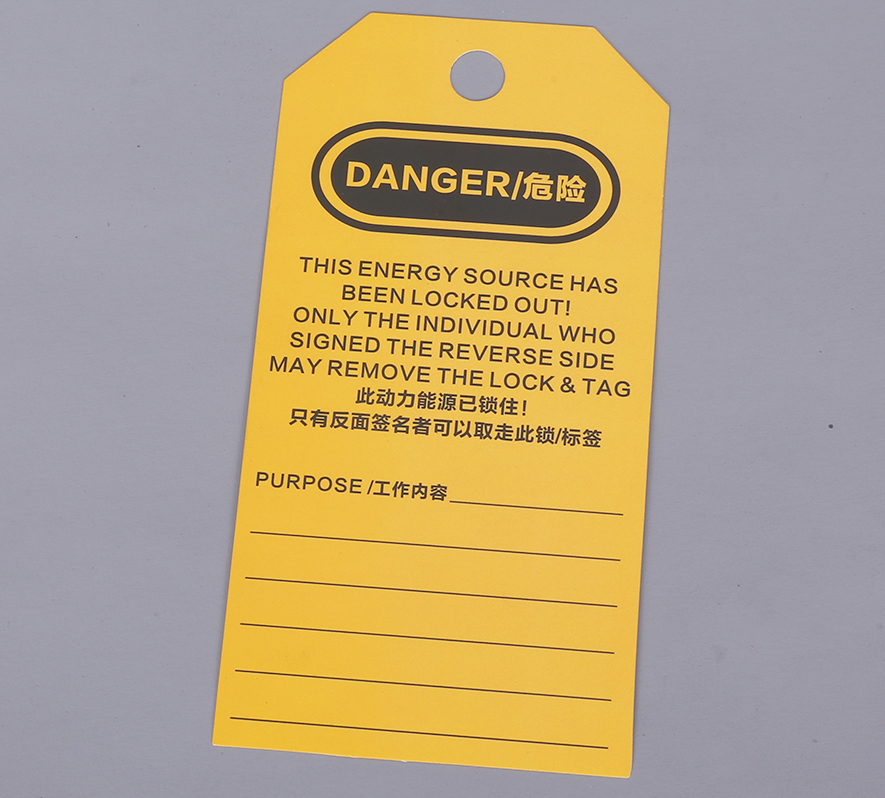 DANGER/危险
THIS ENERGY SOURCE HAS
BEEN LOCKED OUT!
ONLY THE INDIVIDUAL WHO
SIGNED THE REVERSE SIDE
MAY REMOVE THE LOCK & TAG
此动力能源已锁住!
只有反面签名者可以取走此锁/标签
PURPOSE /工作内容